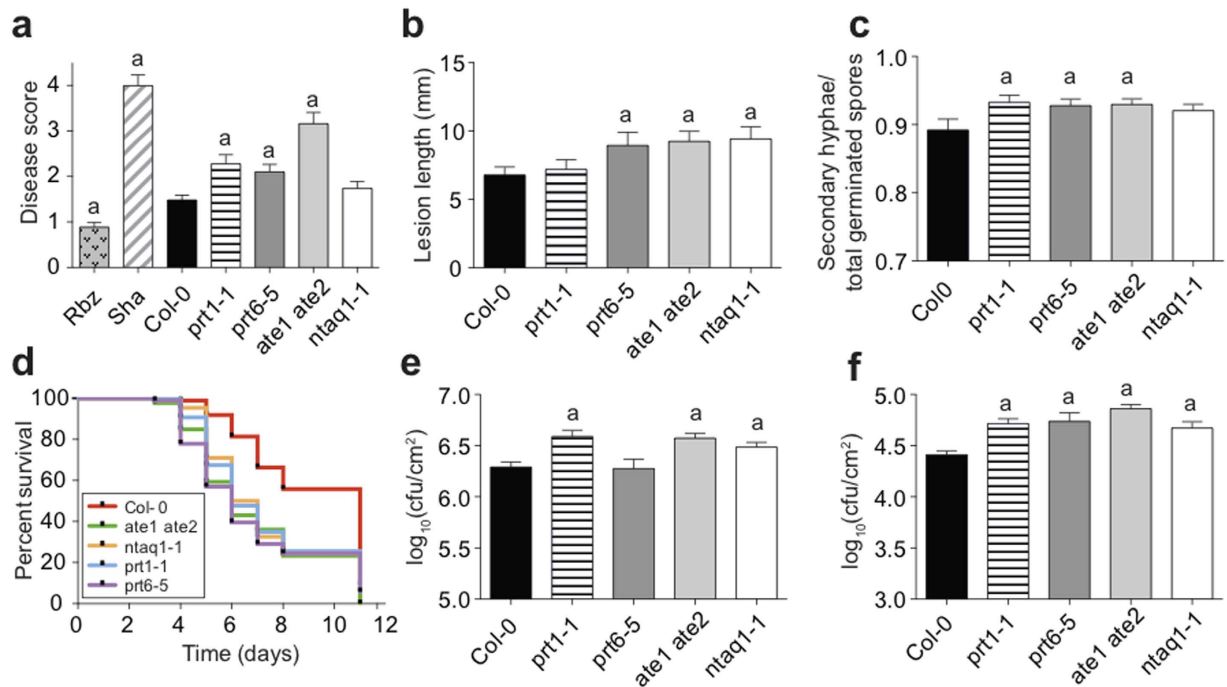 a
Disease score
4
3
2
1
0
a
a
a
a
a
Rbz
Sha
Col-0
prt1-1
prt6-5
ate1 ate2
ntaq1-1
b
Lesion length (mm)
15
10
5
0
a
a
a
Col-0
prt1-1
prt6-5
ate1 ate2
ntaq1-1
c
Secondary hyphae/
total germinated spores
1.0
0.9
0.8
0.7
a
a
a
Col0
prt1-1
prt6-5
ate1 ate2
ntaq1-1
d
Percent survival
100
80
60
40
20
0
Col- 0
ate1 ate2
ntaq1-1
prt1-1
prt6-5
0 2 4 6 8 10 12
Time (days)
e
log10(cfu/cm2)
7.0
6.5
6.0
5.5
5.0
a
a
a
Col-0
prt1-1
prt6-5
ate1 ate2
ntaq1-1
f
log10(cfu/cm2)
5.0
4.5
4.0
3.5
3.0
a
a
a
a
Col-0
prt1-1
prt6-5
ate1 ate2
ntaq1-1